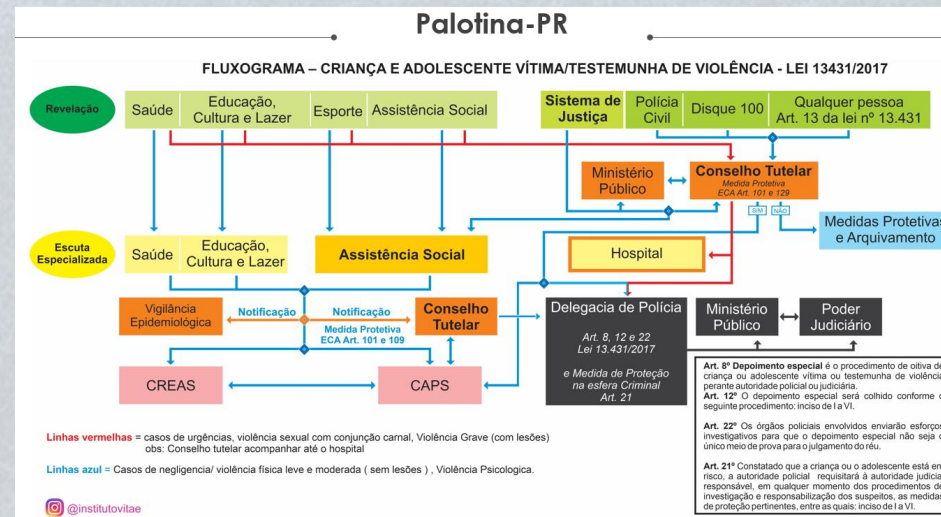 Palotina-PR
FLUXOGRAMA – CRIANÇA E ADOLESCENTE VÍTIMA/TESTEMUNHA DE VIOLÊNCIA - LEI 13431/2017
Revelação
Saúde
Educação,
Cultura e Lazer
Esporte
Assistência Social
Sistema de
Justiça
Polícia
Civil
Disque 100
Qualquer pessoa
Art. 13 da lei nº 13.431
Ministério
Público
Conselho Tutelar
Medida Protetiva
ECA Art. 101 e 129
SIM
NÃO
Medidas Protetivas
e Arquivamento
Escuta
Especializada
Saúde
Educação,
Cultura e Lazer
Assistência Social
Hospital
Vigilância
Epidemiológica
Notificação
Notificação
Medida Protetiva
ECA Art. 101 e 109
Conselho
Tutelar
Delegacia de Polícia
Art. 8, 12 e 22
Lei 13.431/2017
e Medida de Proteção
na esfera Criminal
Art. 21
Ministério
Público
Poder
Judiciário
CREAS
CAPS
Art. 8º Depoimento especial é o procedimento de oitiva de
criança ou adolescente vítima ou testemunha de violência
perante autoridade policial ou judiciária.
Art. 12º O depoimento especial será colhido conforme o
seguinte procedimento: inciso de I a VI.
Art. 22º Os órgãos policiais envolvidos enviarão esforços
investigativos para que o depoimento especial não seja o
único meio de prova para o julgamento do réu.
Art. 21º Constatado que a criança ou o adolescente está em
risco, a autoridade policial requisitará à autoridade judicial
responsável, em qualquer momento dos procedimentos de
investigação e responsabilização dos suspeitos, as medidas
de proteção pertinentes, entre as quais: inciso de I a VI.
Linhas vermelhas = casos de urgências, violência sexual com conjunção carnal, Violência Grave (com lesões)
obs: Conselho tutelar acompanhar até o hospital
Linhas azul = Casos de negligencia/ violência física leve e moderada ( sem lesões ) , Violência Psicologica.
@institutovitae